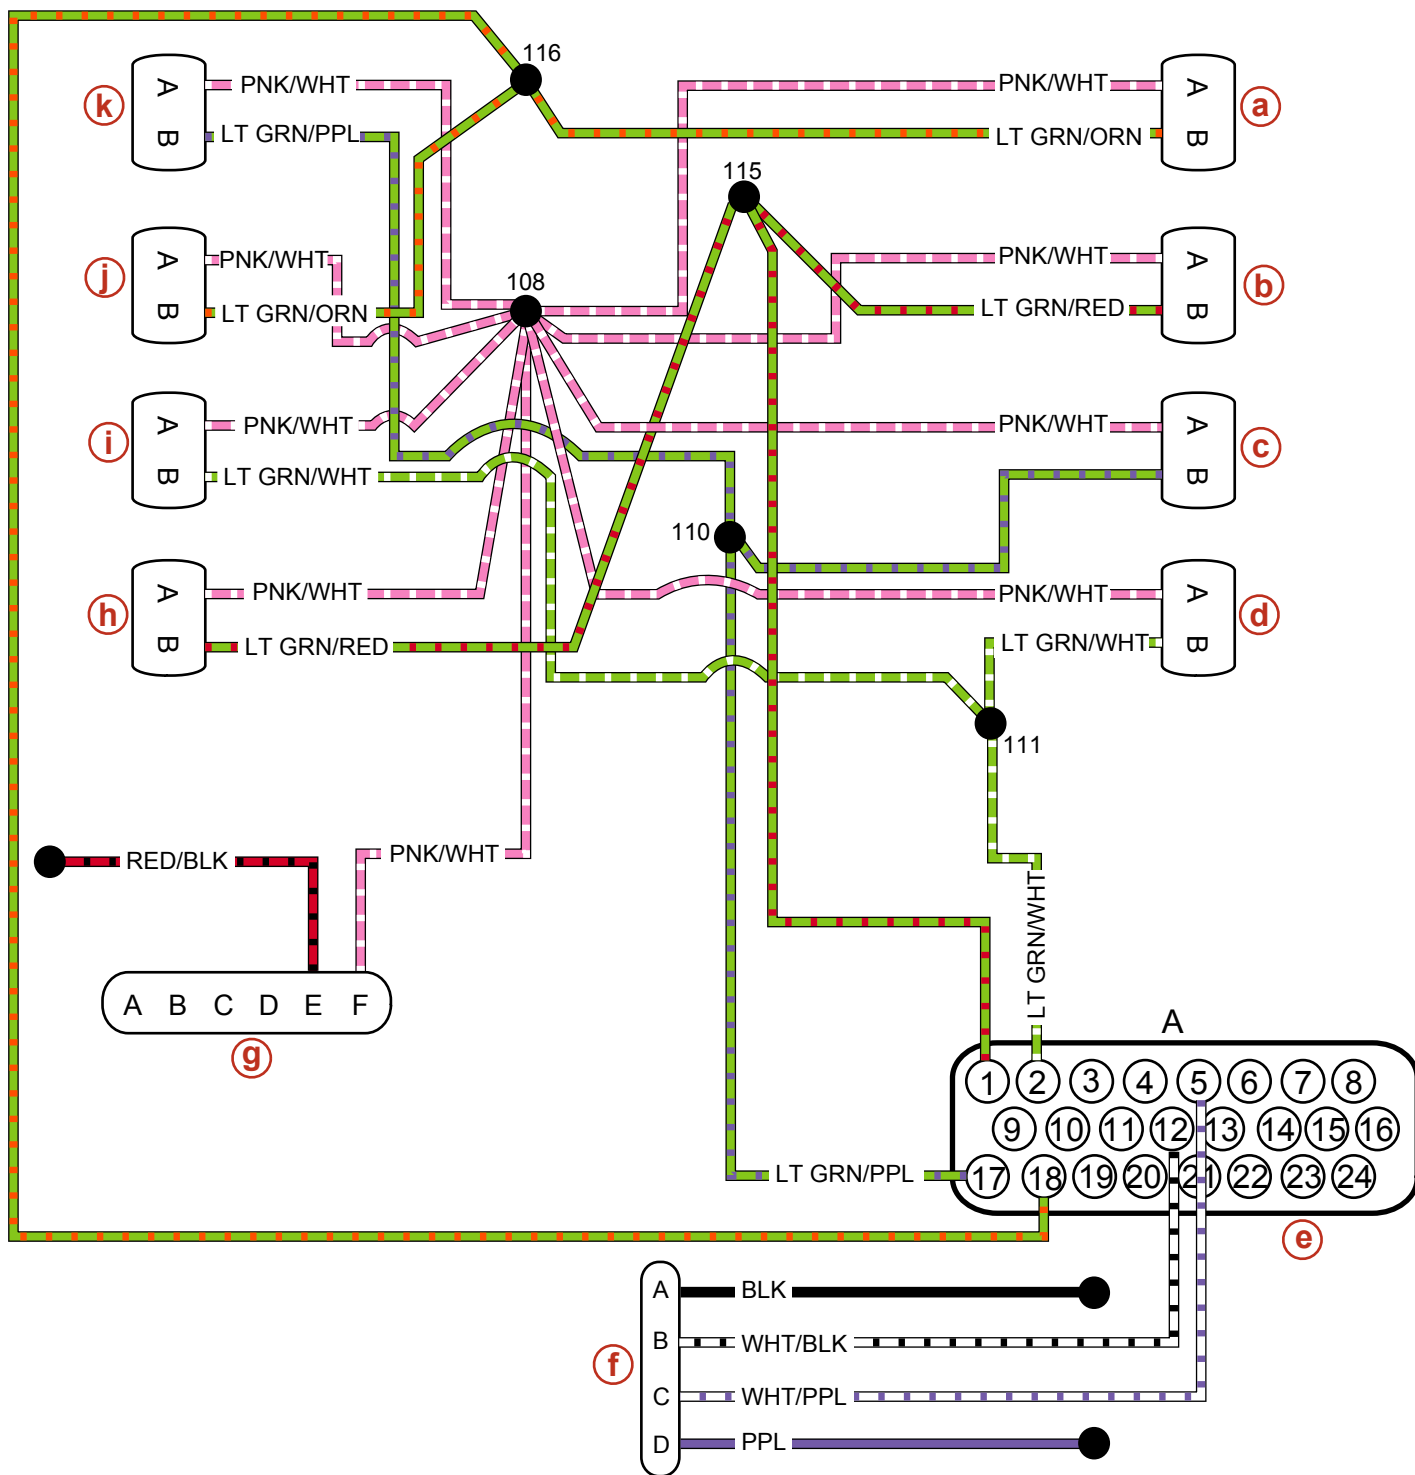 116
k
A
PNK/WHT
B
LT GRN/PPL
PNK/WHT
A
a
LT GRN/ORN
B
115
j
A
PNK/WHT
B
LT GRN/ORN
108
PNK/WHT
A
b
LT GRN/RED
B
i
A
PNK/WHT
B
LT GRN/WHT
PNK/WHT
A
c
B
110
h
A
PNK/WHT
B
LT GRN/RED
PNK/WHT
A
d
LT GRN/WHT
B
111
RED/BLK
PNK/WHT
LT GRN/WHT
A B C D E F
g
A
1 2 3 4 5 6 7 8
9 10 11 12 13 14 15 16
LT GRN/PPL
17 18 19 20 21 22 23 24
e
A BLK
B WHT/BLK
f
C WHT/PPL
D PPL